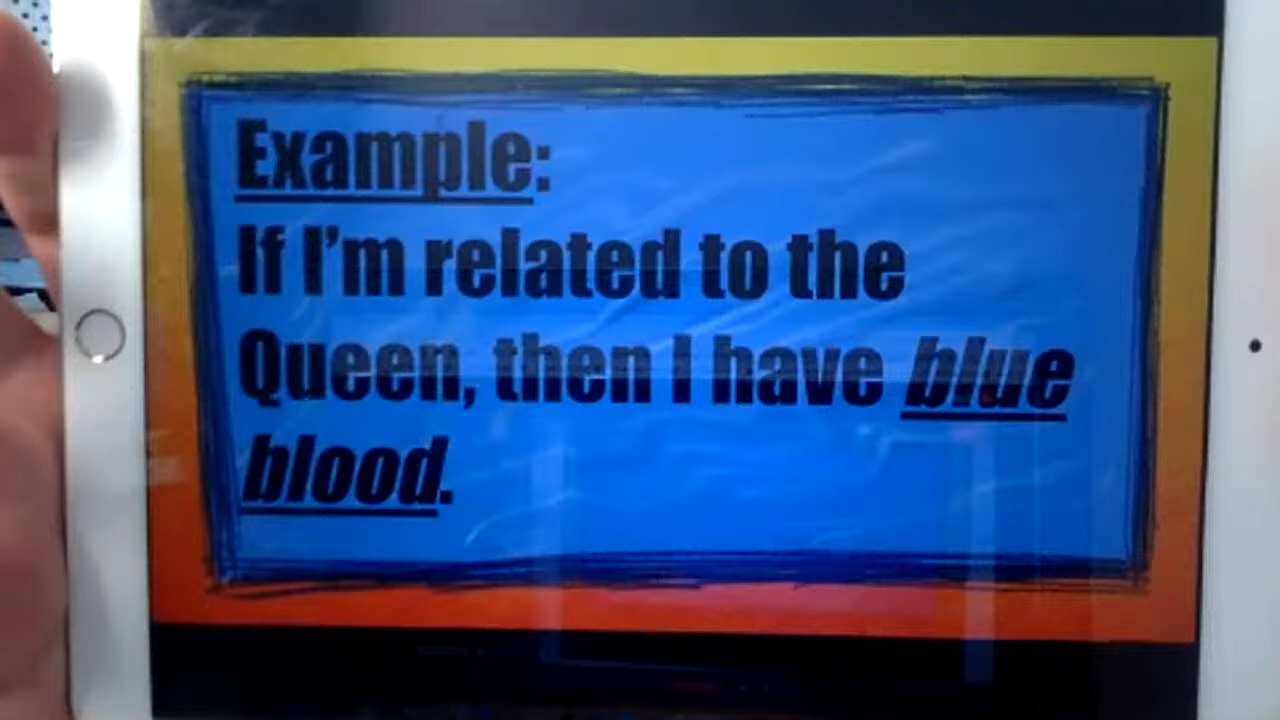 Example:
If I'm related to the
Queen, then I have blue
blood.